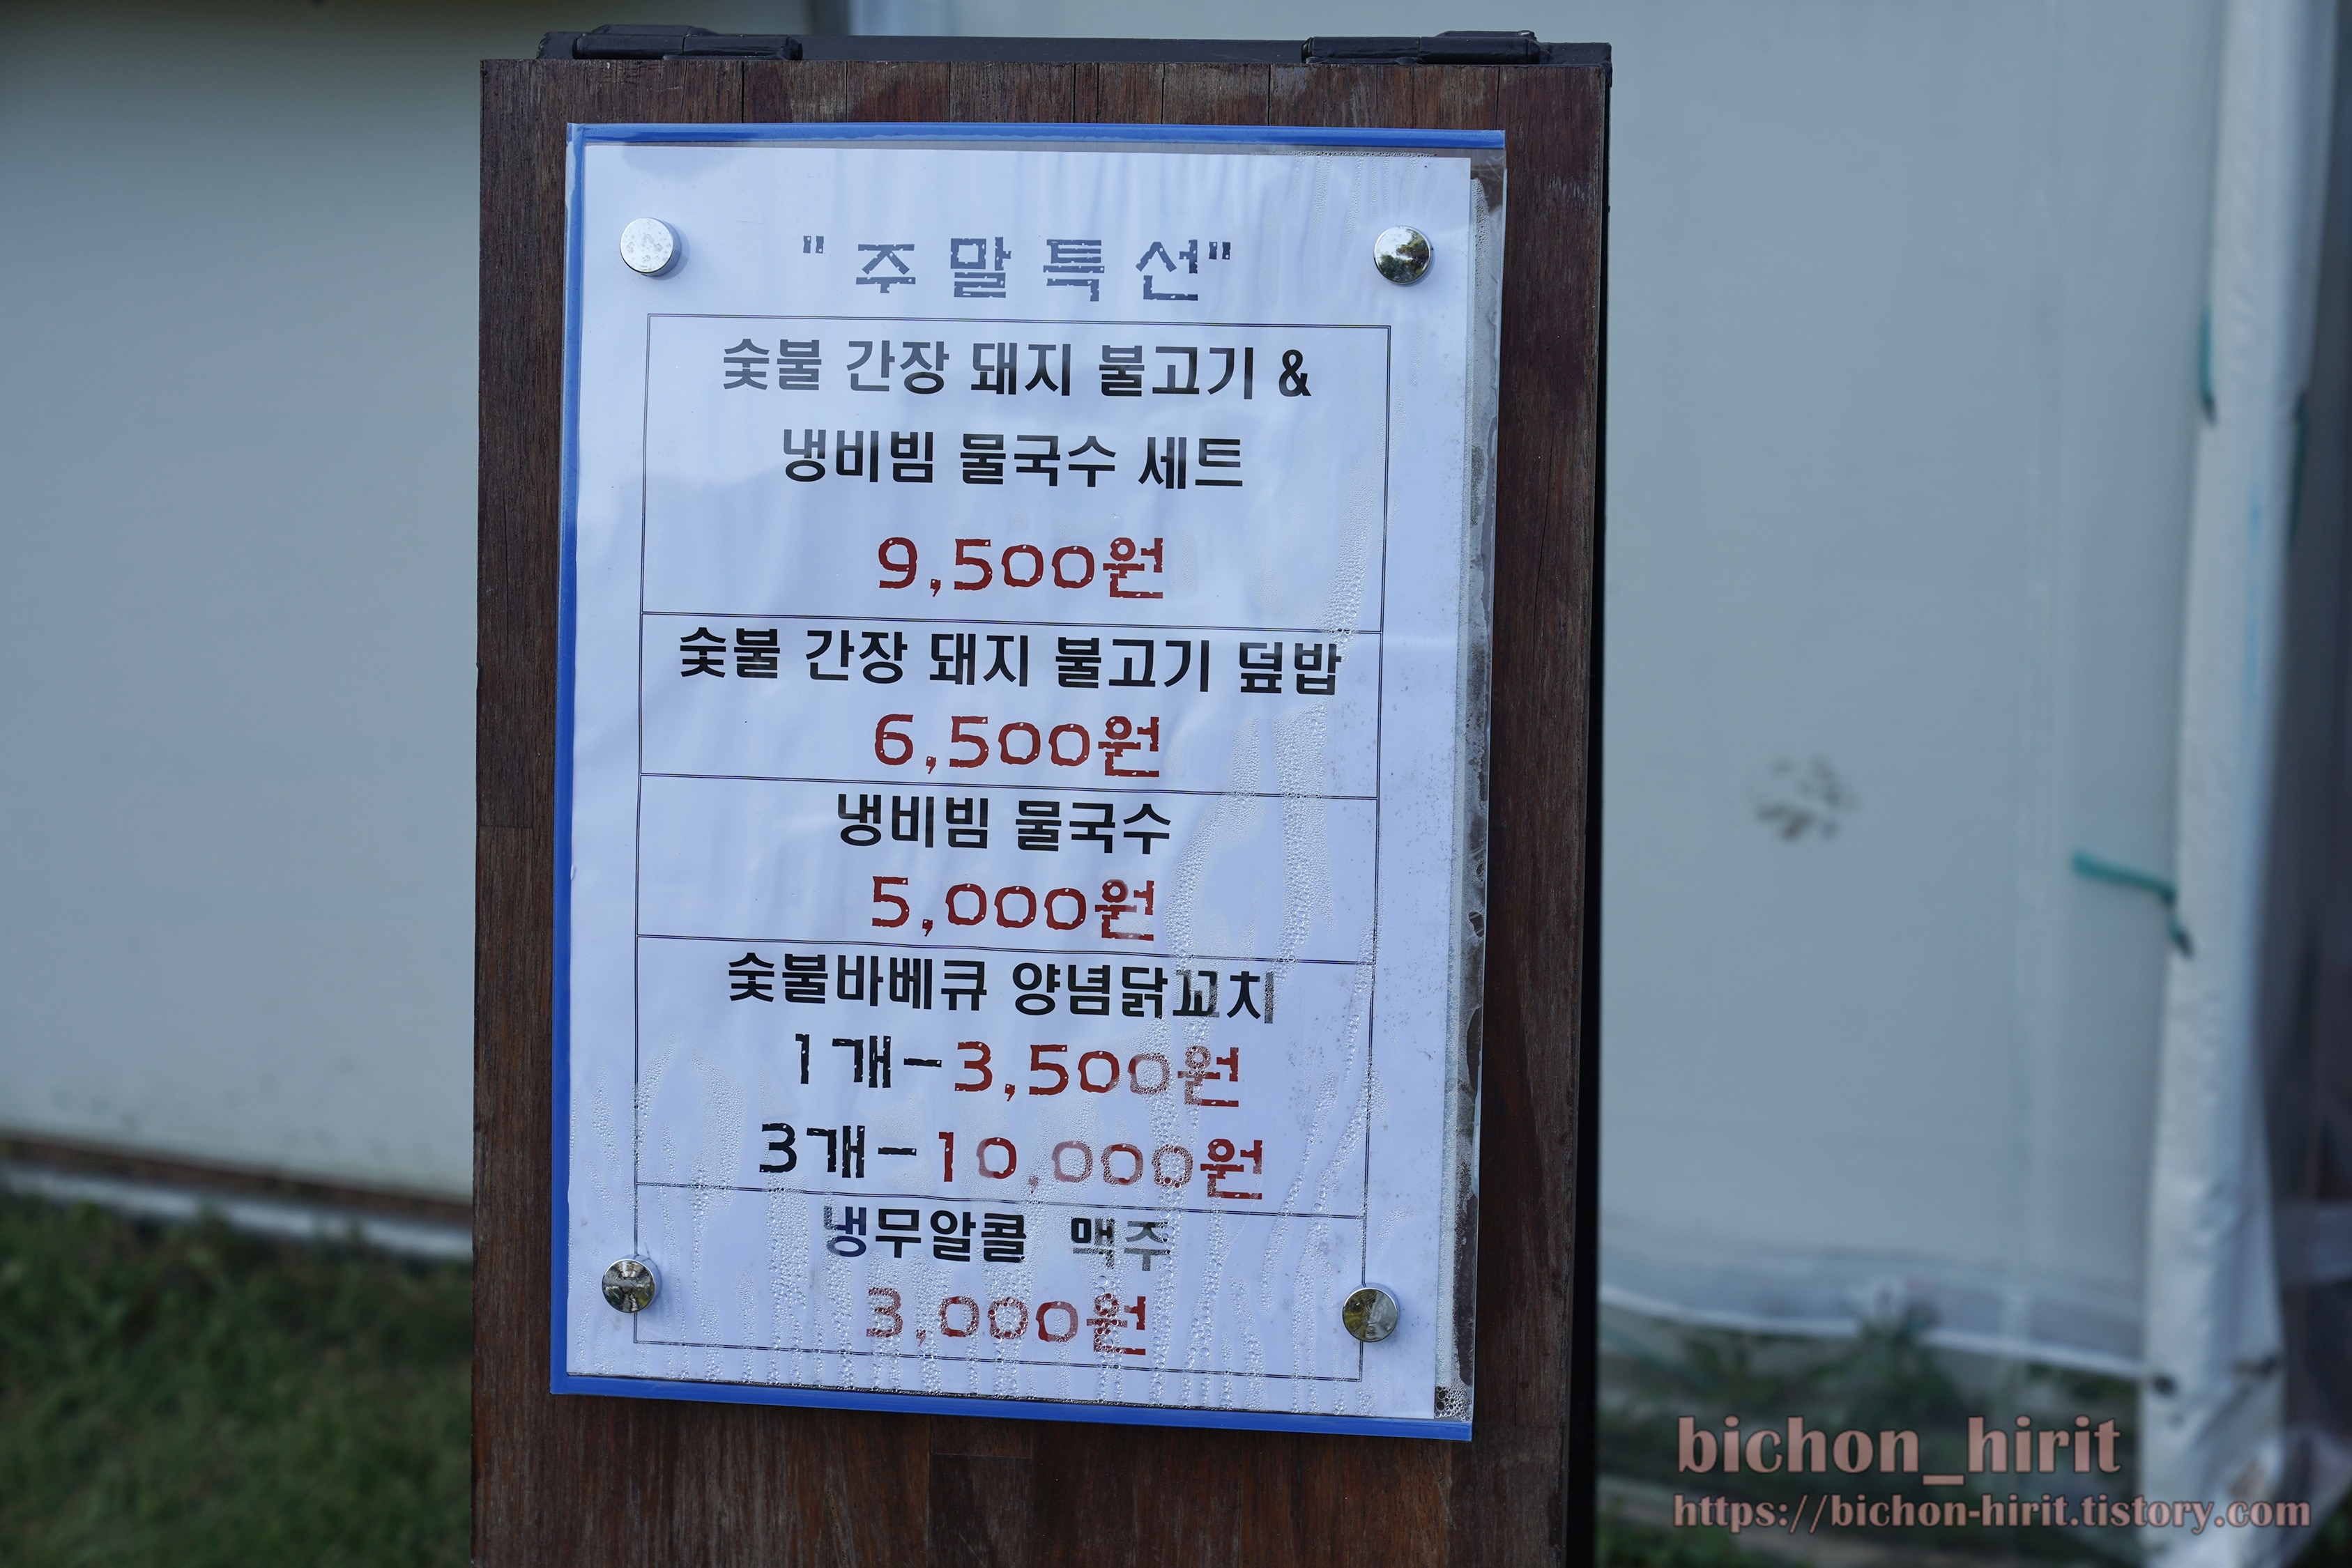 "주말특선"
숯불 간장 돼지 불고기 &
냉비빔 물국수 세트
9,500원
숯불 간장 돼지 불고기 덮밥
6,500원
냉비빔 물국수
5,000원
숯불바베큐 양념닭꼬치
1개-3,500원
3개-10,000원
냉무알콜 맥주
3,000원
bichon_hirit
https://bichon-hirit.tistory.com